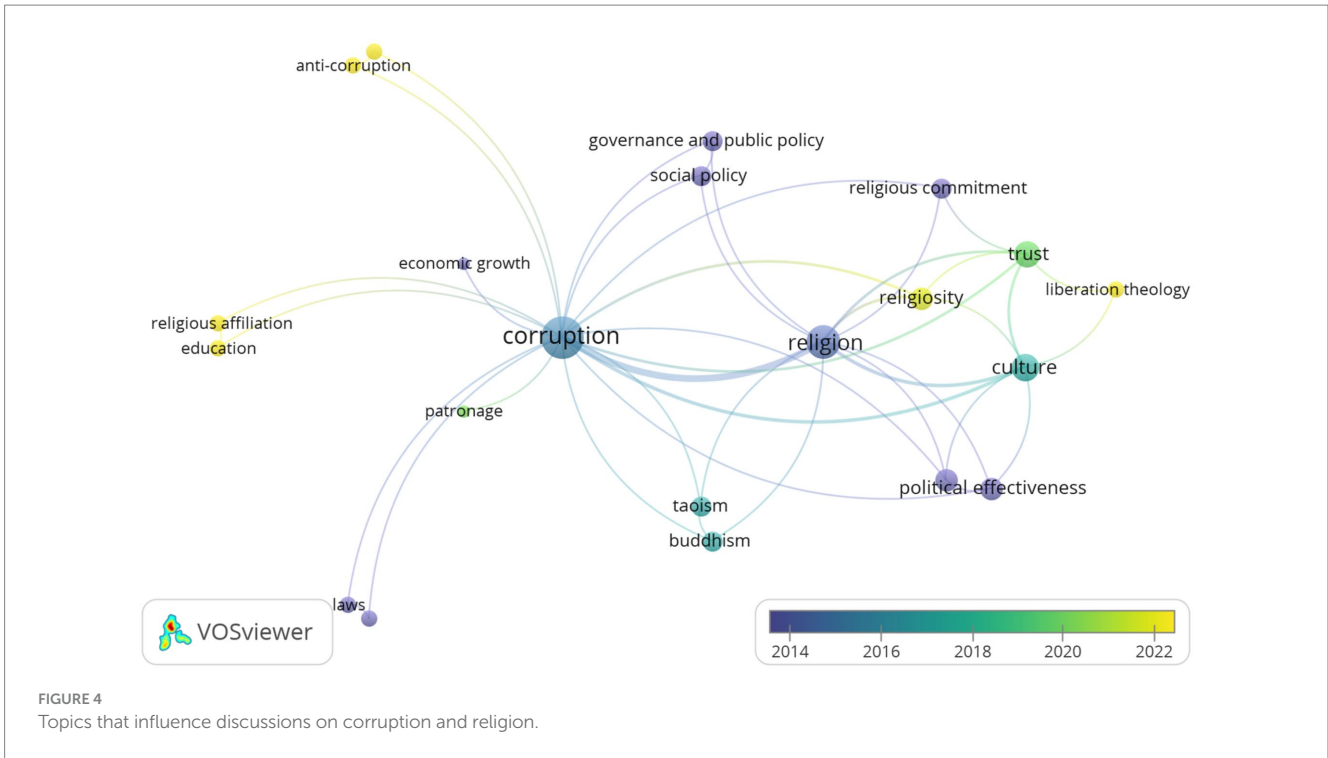 anti-corruption
governance and public policy
social policy
religious commitment
trust
economic growth
religiosity
liberation theology
religious affiliation
education
corruption
religion
culture
patronage
political effectiveness
taoism
buddhism
laws
VOSviewer
2014 2016 2018 2020 2022
FIGURE 4
Topics that influence discussions on corruption and religion.